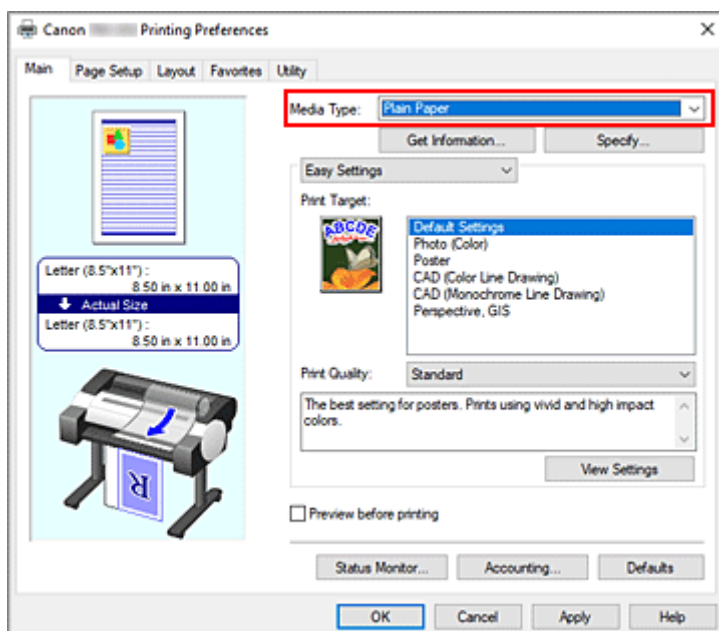 Canon Printing Preferences
Main Page Setup Layout Favorites Utility
Media Type: Plain Paper
Get Information... Specify...
Easy Settings
Print Target:
ABCDE
Default Settings
Photo (Color)
Poster
CAD (Color Line Drawing)
CAD (Monochrome Line Drawing)
Perspective, GIS
Letter (8.5"x11") :
8.50 in x 11.00 in
Actual Size
Letter (8.5"x11") :
8.50 in x 11.00 in
Print Quality: Standard
The best setting for posters. Prints using vivid and high impact
colors.
R
View Settings
Preview before printing
Status Monitor... Accounting... Defaults
OK Cancel Apply Help